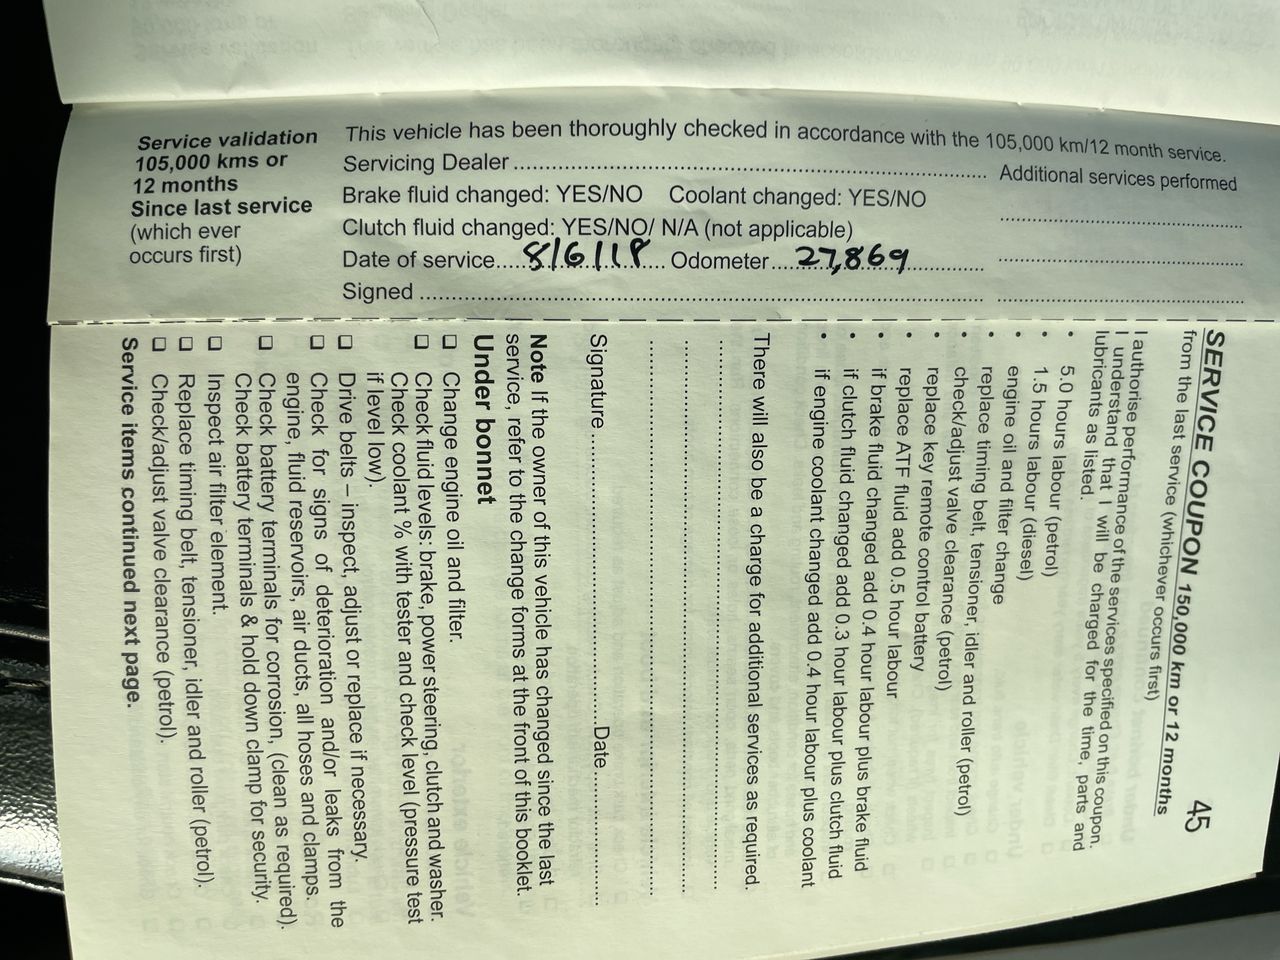 Service validation
105,000 kms or
12 months
Since last service
(which ever
occurs first)
This vehicle has been thoroughly checked in accordance with the 105,000 km/12 month service.
Servicing Dealer
Additional services performed
Brake fluid changed: YES/NO Coolant changed: YES/NO
Clutch fluid changed: YES/NO/ N/A (not applicable)
Date of service 8/6/18 Odometer 27,869
Signed
45
SERVICE COUPON 150,000 km or 12 months
from the last service (whichever occurs first)
I authorise performance of the services specified on this coupon.
I understand that I will be charged for the time, parts and
lubricants as listed.
• 5.0 hours labour (petrol)
• 1.5 hours labour (diesel)
• engine oil and filter change
• replace timing belt, tensioner, idler and roller (petrol)
• check/adjust valve clearance (petrol)
• replace key remote control battery
• replace ATF fluid add 0.5 hour labour
• if brake fluid changed add 0.4 hour labour plus brake fluid
• if clutch fluid changed add 0.3 hour labour plus clutch fluid
• if engine coolant changed add 0.4 hour labour plus coolant
There will also be a charge for additional services as required.
Signature Date
Note If the owner of this vehicle has changed since the last
service, refer to the change forms at the front of this booklet.
Under bonnet
❑ Change engine oil and filter.
❑ Check fluid levels: brake, power steering, clutch and washer.
Check coolant % with tester and check level (pressure test
if level low).
❑ Drive belts – inspect, adjust or replace if necessary.
❑ Check for signs of deterioration and/or leaks from the
engine, fluid reservoirs, air ducts, all hoses and clamps.
❑ Check battery terminals for corrosion, (clean as required).
Check battery terminals & hold down clamp for security.
❑ Inspect air filter element.
❑ Replace timing belt, tensioner, idler and roller (petrol).
❑ Check/adjust valve clearance (petrol).
Service items continued next page.